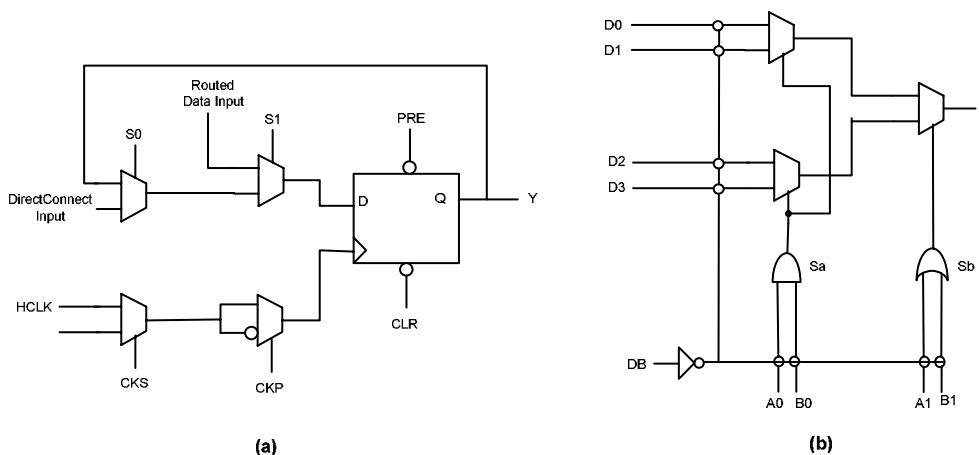 Routed
Data Input
S0
S1
PRE
DirectConnect
Input
D
Q
Y
HCLK
CLR
CKS
CKP
(a)
D0
D1
D2
D3
Sa
Sb
DB
A0
B0
A1
B1
(b)